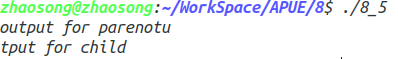 zhaosong@zhaosong:~/WorkSpace/APUE/8$ ./8_5
output for parenotu
tput for child